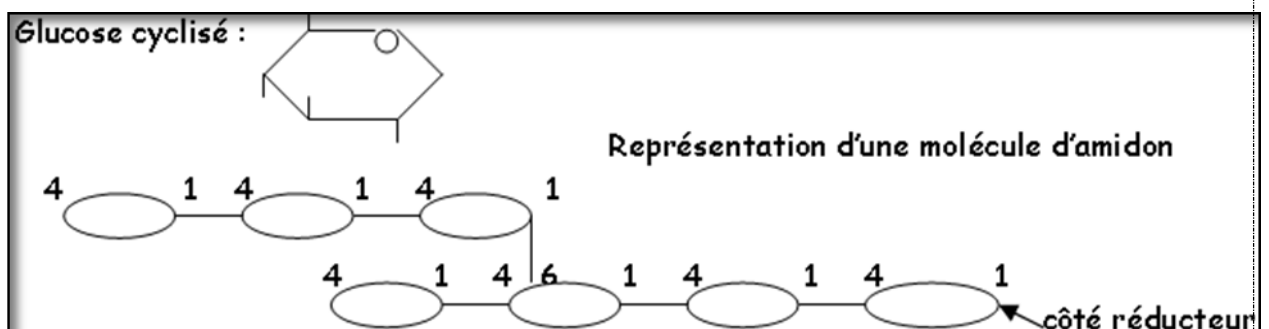 Glucose cyclisé :
O
Représentation d'une molécule d'amidon
4 1 4 1 4 1
4 1 4 6 1 4 1 4 1
côté réducteur